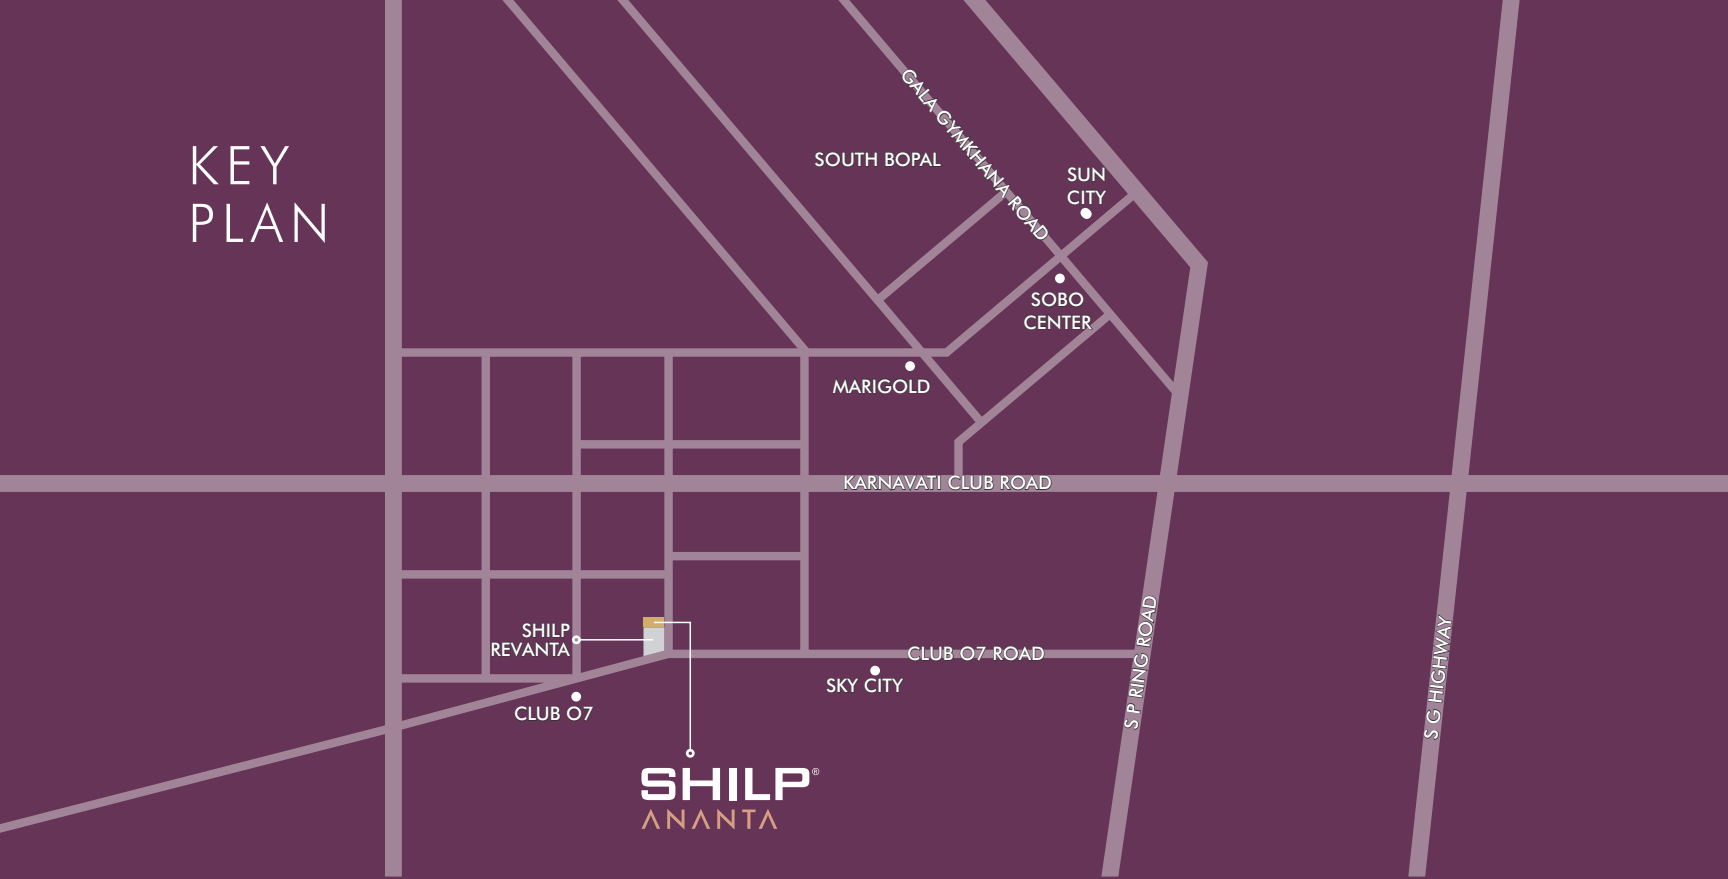 KEY
PLAN
GALA GYMKHANA ROAD
SOUTH BOPAL
SUN
CITY
SOBO
CENTER
MARIGOLD
KARNAVATI CLUB ROAD
SHILP
REVANTA
CLUB O7 ROAD
SKY CITY
CLUB O7
S P RING ROAD
S G HIGHWAY
SHILP®
ANANTA